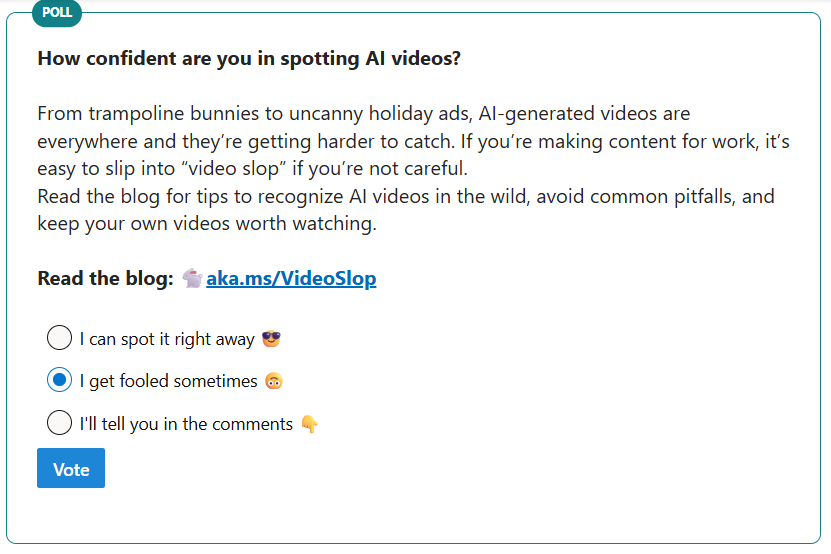 POLL
How confident are you in spotting AI videos?
From trampoline bunnies to uncanny holiday ads, AI-generated videos are
everywhere and they’re getting harder to catch. If you’re making content for work, it’s
easy to slip into “video slop” if you’re not careful.
Read the blog for tips to recognize AI videos in the wild, avoid common pitfalls, and
keep your own videos worth watching.
Read the blog: 🐇 aka.ms/VideoSlop
I can spot it right away 😎
I get fooled sometimes 🙃
I'll tell you in the comments 👇
Vote